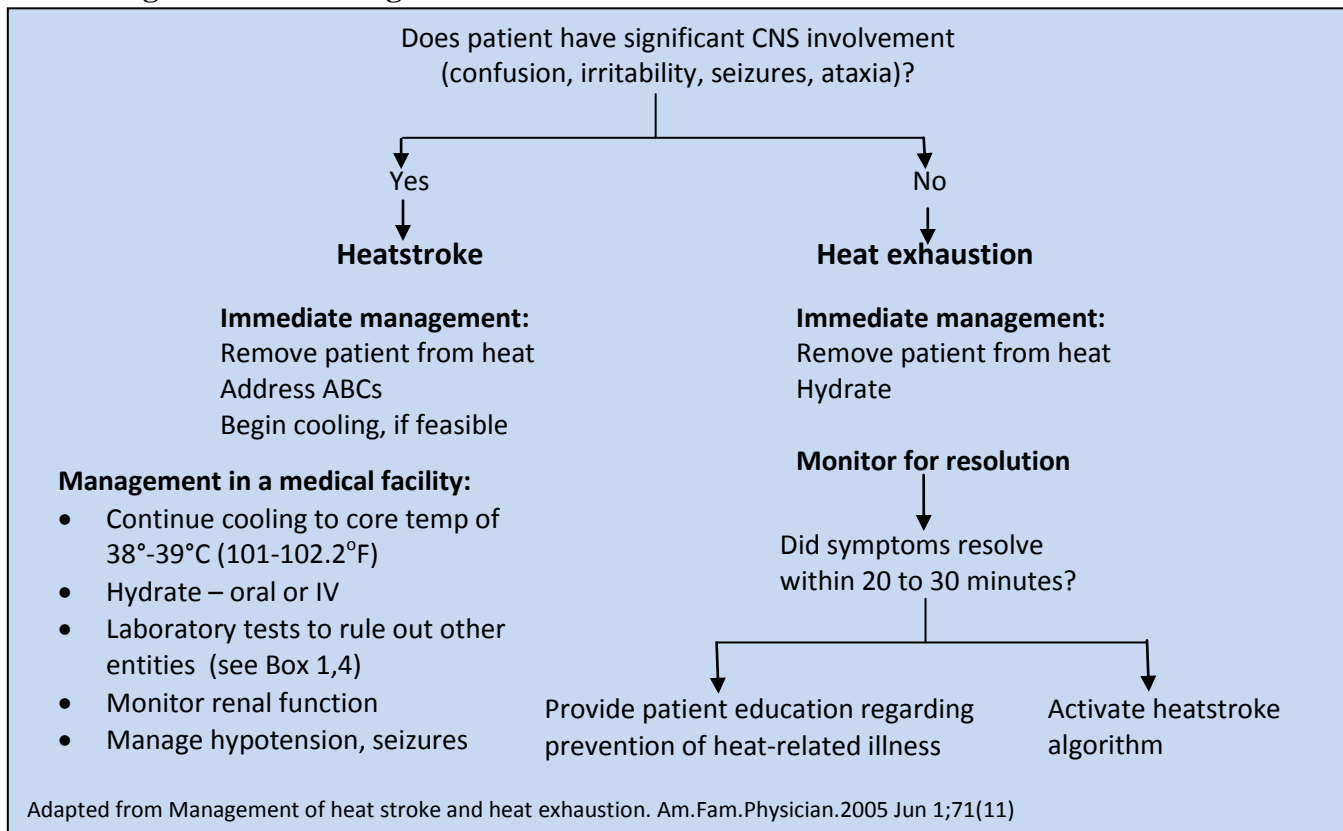 Does patient have significant CNS involvement
(confusion, irritability, seizures, ataxia)?
Yes
No
Heatstroke
Heat exhaustion
Immediate management:
Remove patient from heat
Address ABCs
Begin cooling, if feasible
Immediate management:
Remove patient from heat
Hydrate
Management in a medical facility:
• Continue cooling to core temp of
38°-39°C (101-102.2°F)
• Hydrate – oral or IV
• Laboratory tests to rule out other
entities (see Box 1,4)
• Monitor renal function
• Manage hypotension, seizures
Monitor for resolution
Did symptoms resolve
within 20 to 30 minutes?
Provide patient education regarding
prevention of heat-related illness
Activate heatstroke
algorithm
Adapted from Management of heat stroke and heat exhaustion. Am.Fam.Physician.2005 Jun 1;71(11)